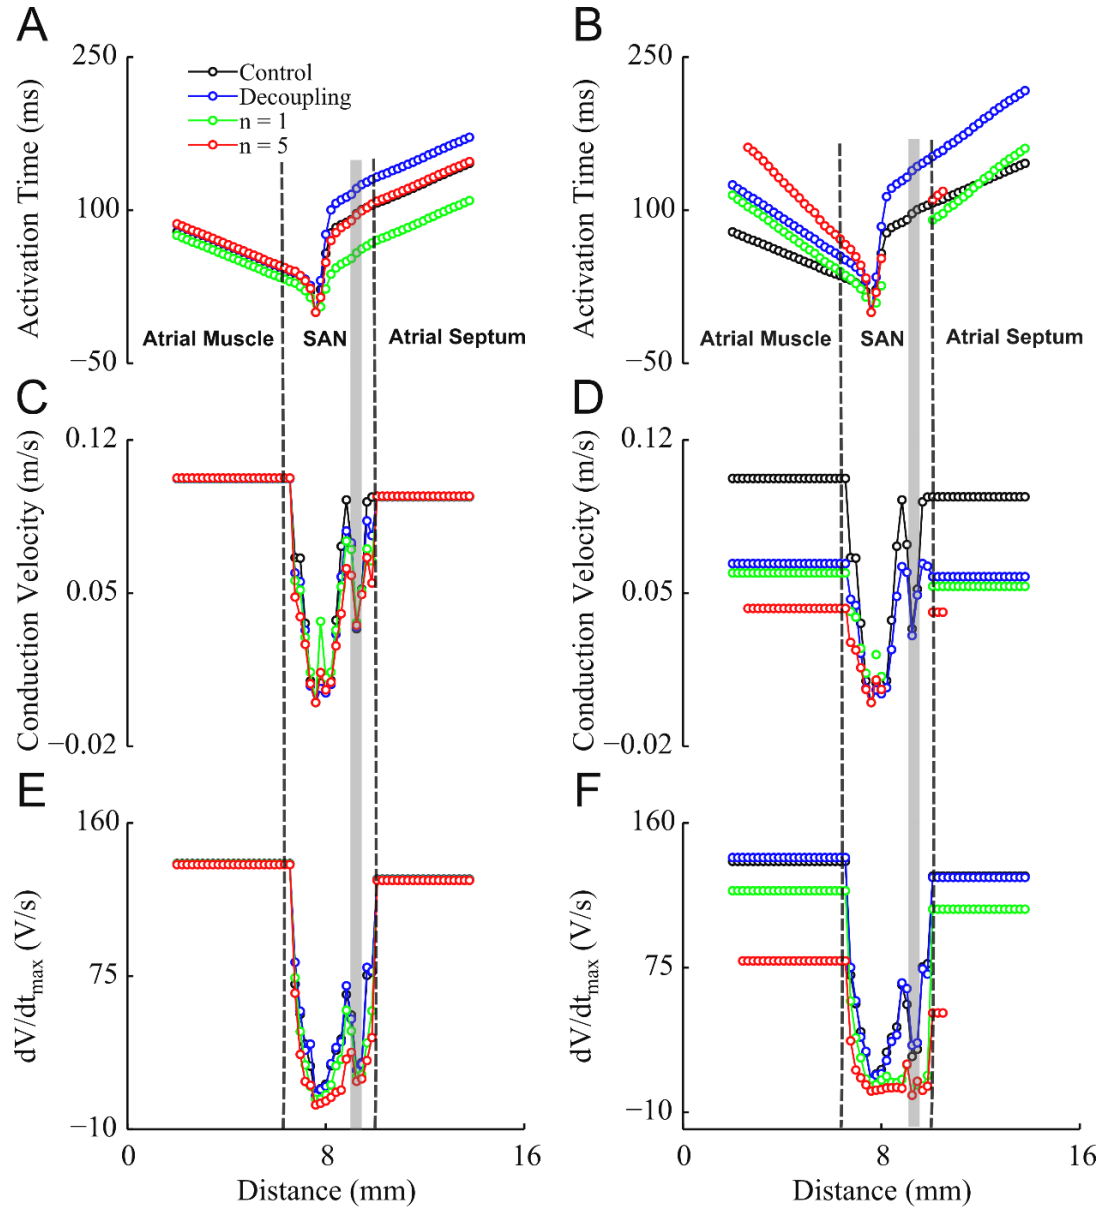 A
B
250
100
−50
Activation Time (ms)
Control
Decoupling
n = 1
n = 5
Atrial Muscle
SAN
Atrial Septum
250
100
−50
Activation Time (ms)
Atrial Muscle
SAN
Atrial Septum
C
D
0.12
0.05
−0.02
Conduction Velocity (m/s)
0.12
0.05
−0.02
Conduction Velocity (m/s)
E
F
160
75
−10
dV/dtmax (V/s)
0
8
16
Distance (mm)
160
75
−10
dV/dtmax (V/s)
0
8
16
Distance (mm)